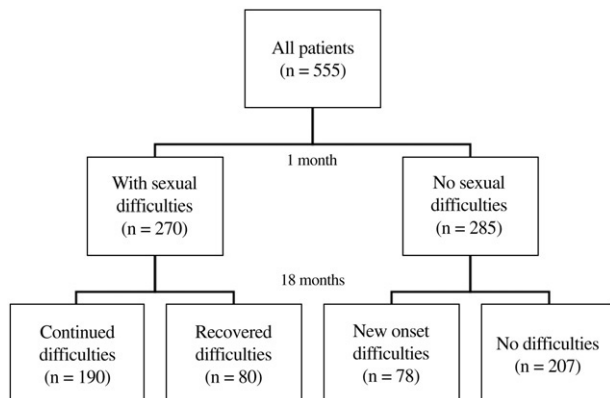 All patients
(n = 555)
1 month
With sexual
difficulties
(n = 270)
No sexual
difficulties
(n = 285)
18 months
Continued
difficulties
(n = 190)
Recovered
difficulties
(n = 80)
New onset
difficulties
(n = 78)
No difficulties
(n = 207)